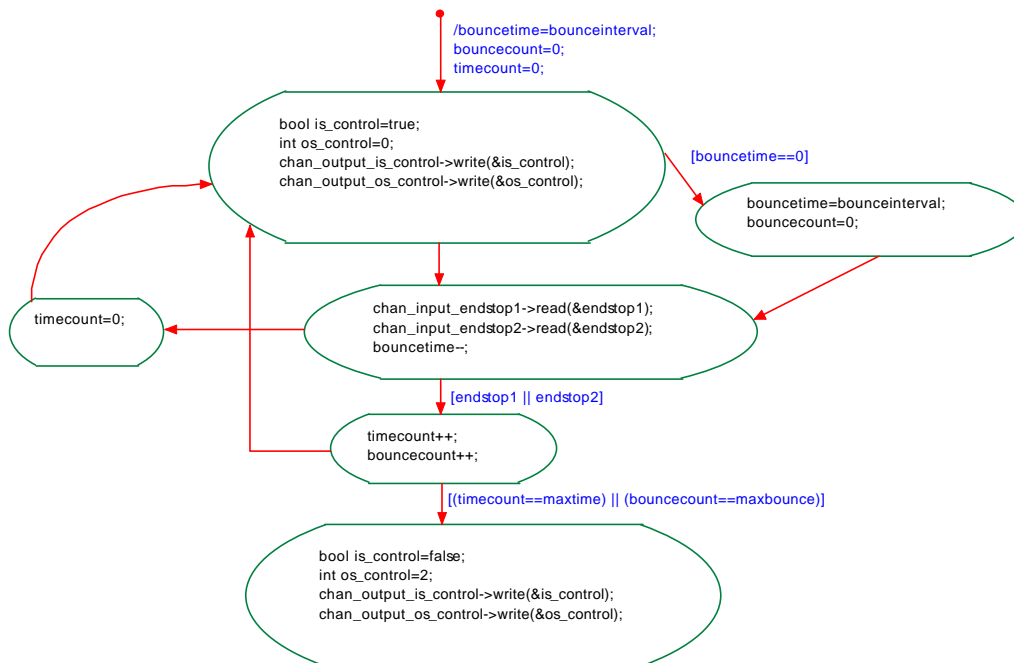 /bouncetime=bounceinterval;
bouncecount=0;
timecount=0;
bool is_control=true;
int os_control=0;
chan_output_is_control->write(&is_control);
chan_output_os_control->write(&os_control);
[bouncetime==0]
bouncetime=bounceinterval;
bouncecount=0;
chan_input_endstop1->read(&endstop1);
chan_input_endstop2->read(&endstop2);
bouncetime--;
timecount=0;
[endstop1 || endstop2]
timecount++;
bouncecount++;
[(timecount==maxtime) || (bouncecount==maxbounce)]
bool is_control=false;
int os_control=2;
chan_output_is_control->write(&is_control);
chan_output_os_control->write(&os_control);